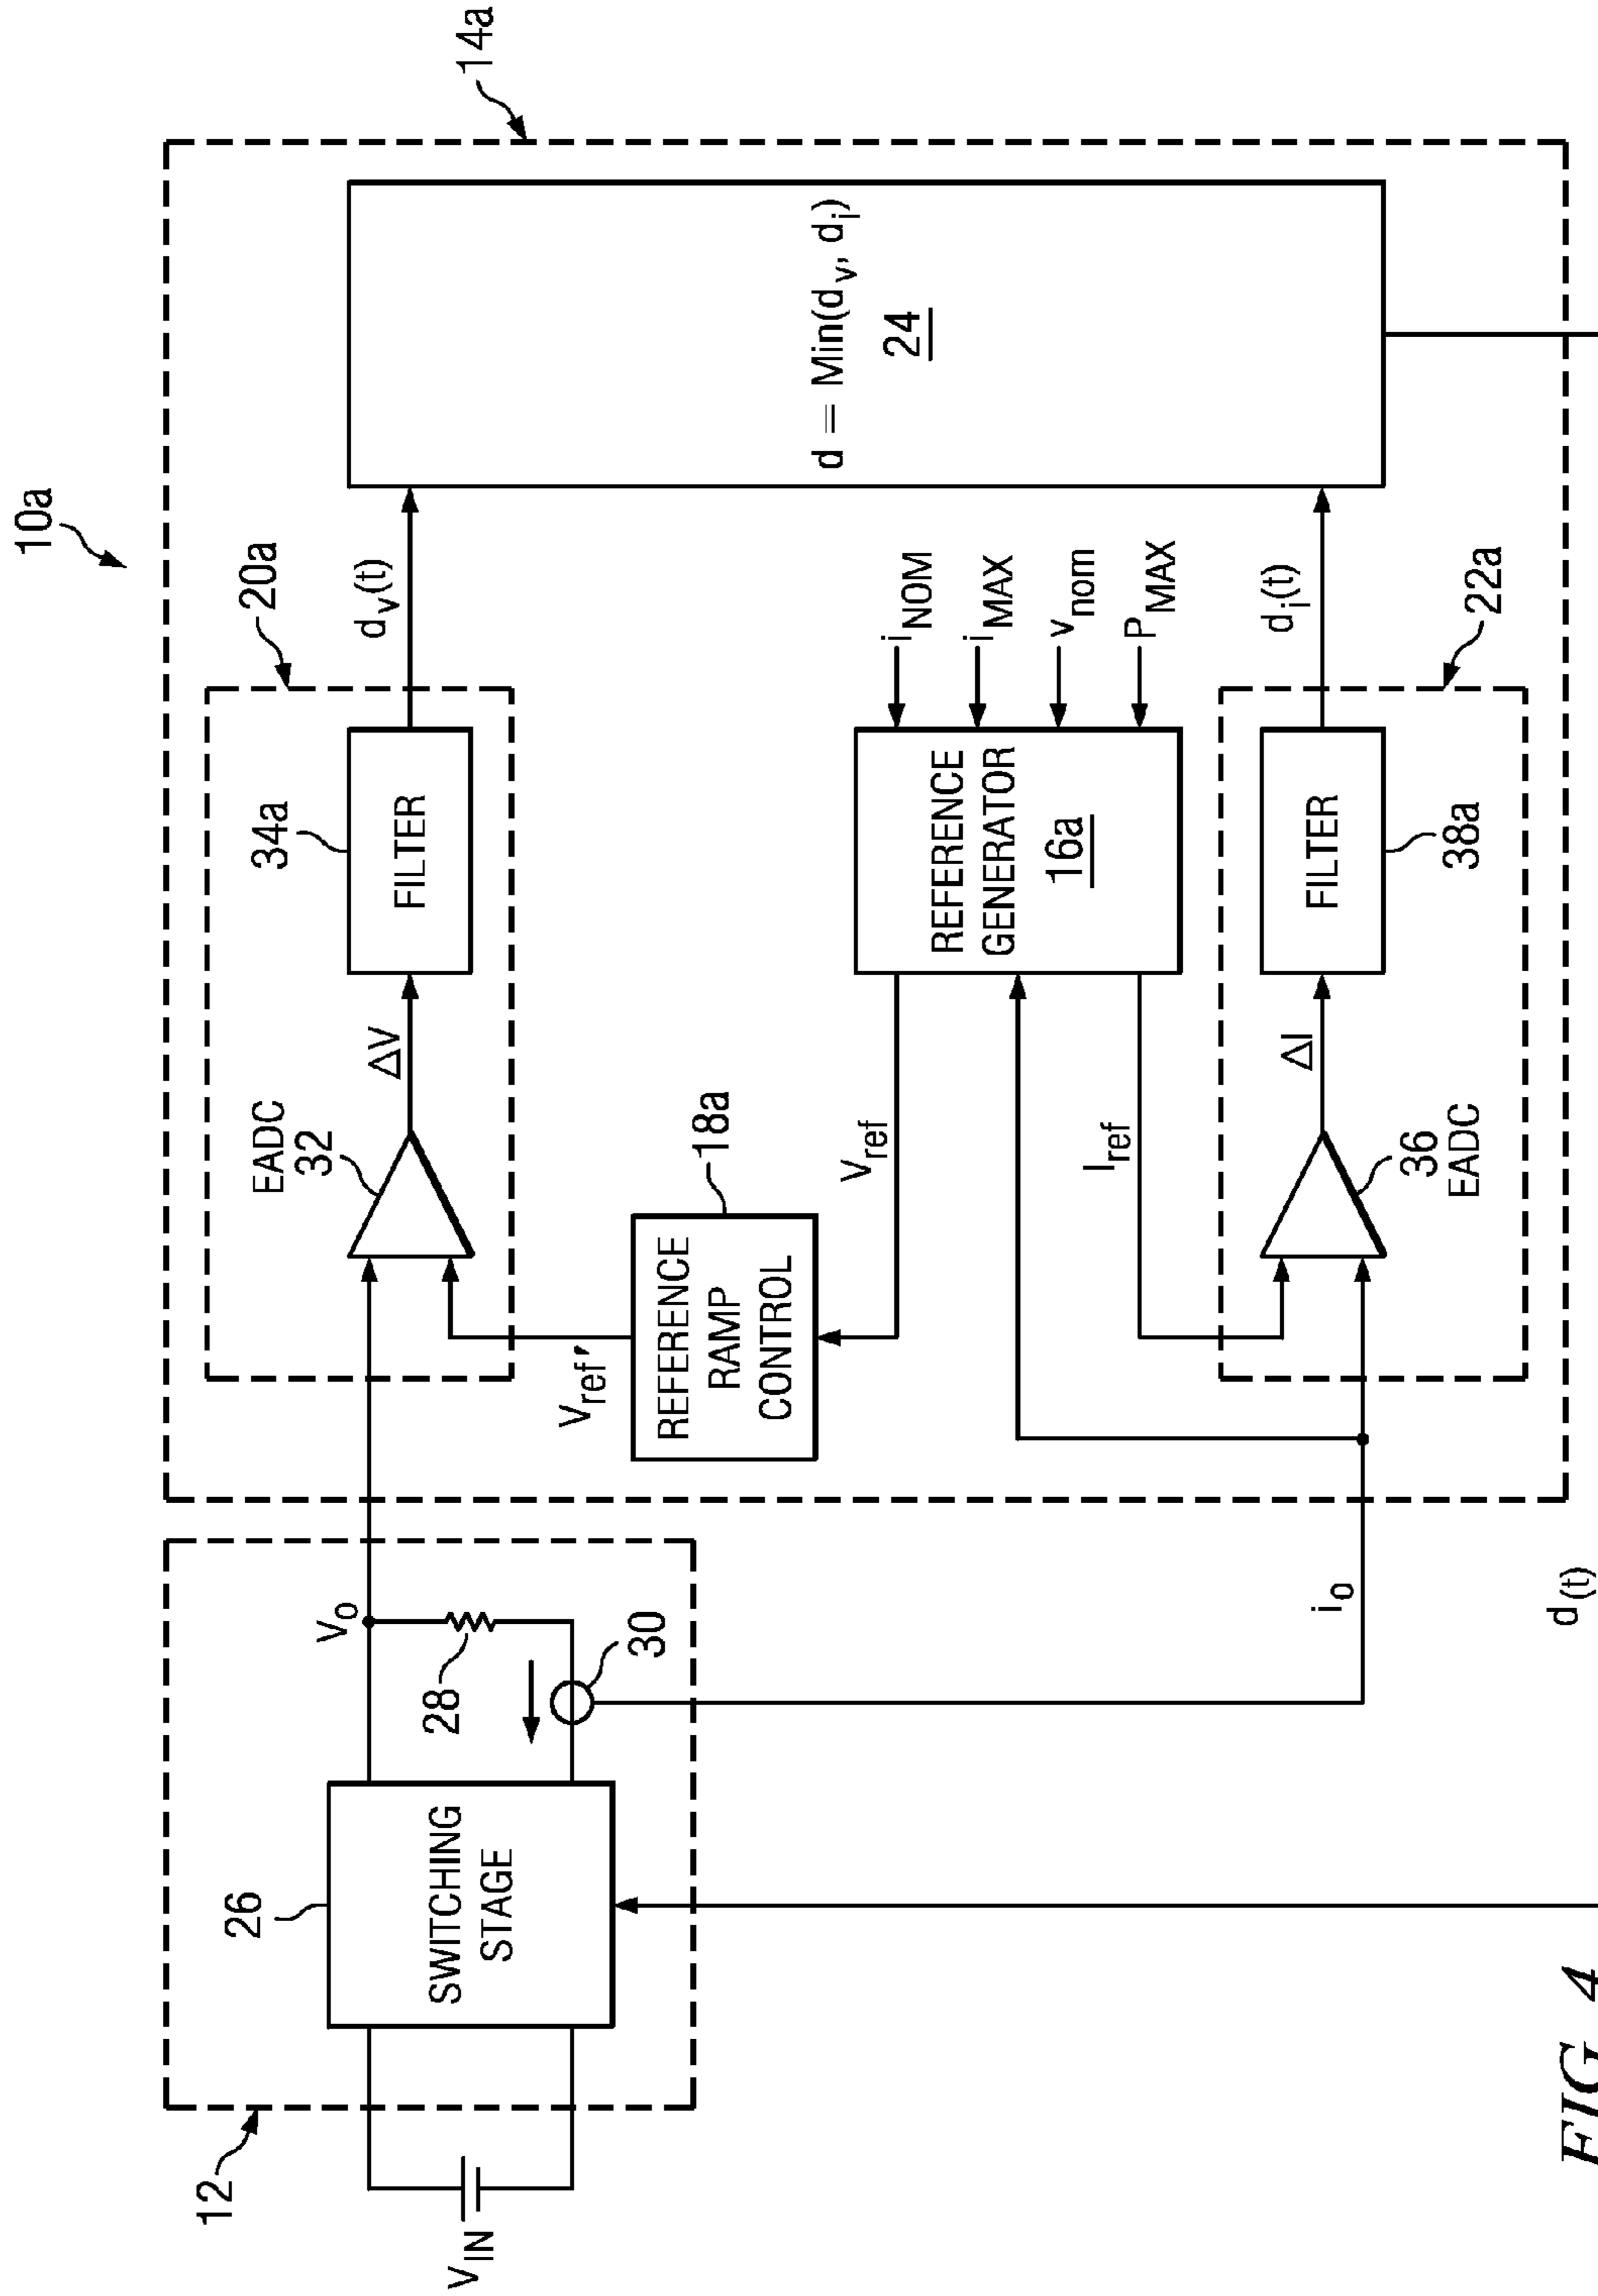 10a
14a
20a
34a
EADC
32
ΔV
FILTER
dv(t)
d = Min(dv, di)
24
12
26
VIN
SWITCHING
STAGE
Vo
28
30
Vref′
REFERENCE
RAMP
CONTROL
18a
Vref
Iref
REFERENCE
GENERATOR
16a
iNOM
iMAX
vnom
PMAX
io
ΔI
FILTER
di(t)
22a
36
EADC
38a
d(t)
FIG. 4